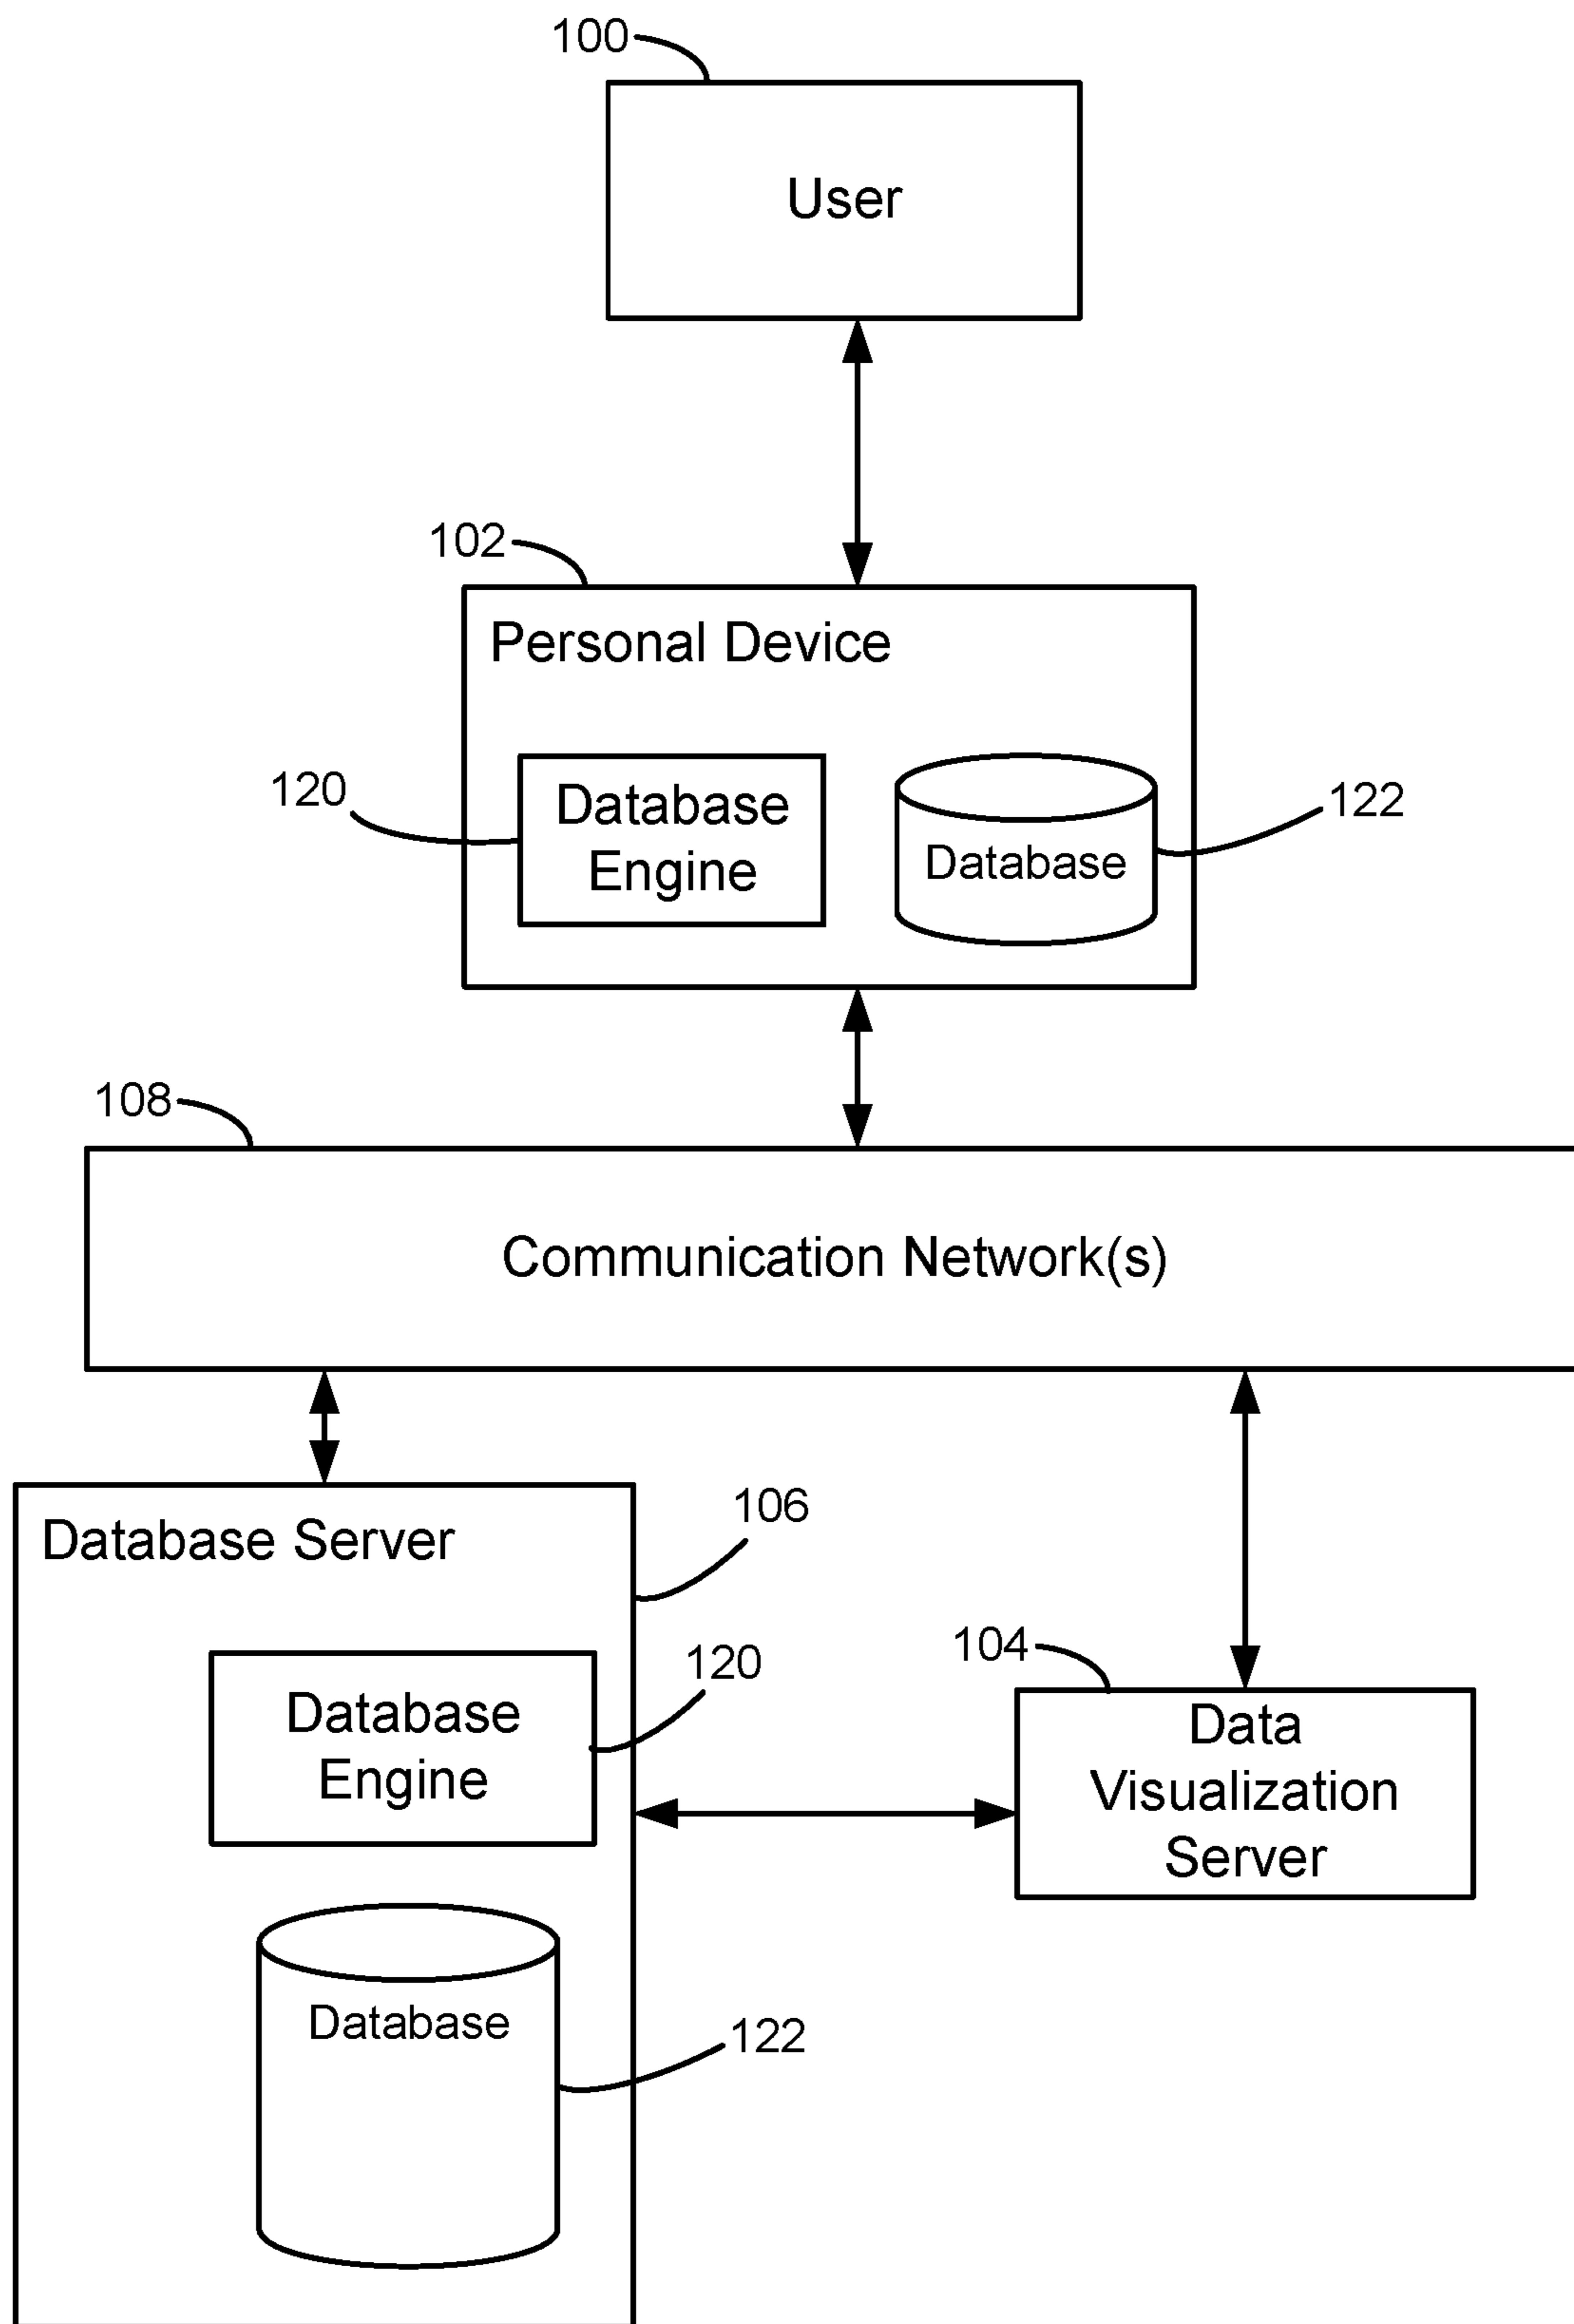 100
User
102
Personal Device
120
Database
Engine
Database
122
108
Communication Network(s)
106
Database Server
120
Database
Engine
104
Data
Visualization
Server
Database
122